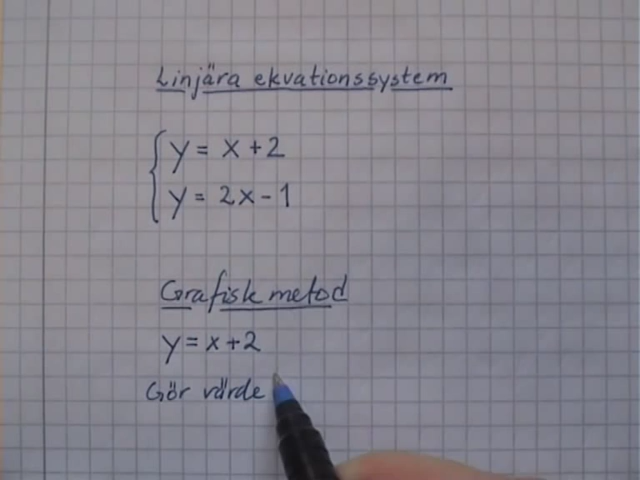 Linjära ekvationssystem
y = x + 2
y = 2x - 1
Grafisk metod
y = x + 2
Gör värde